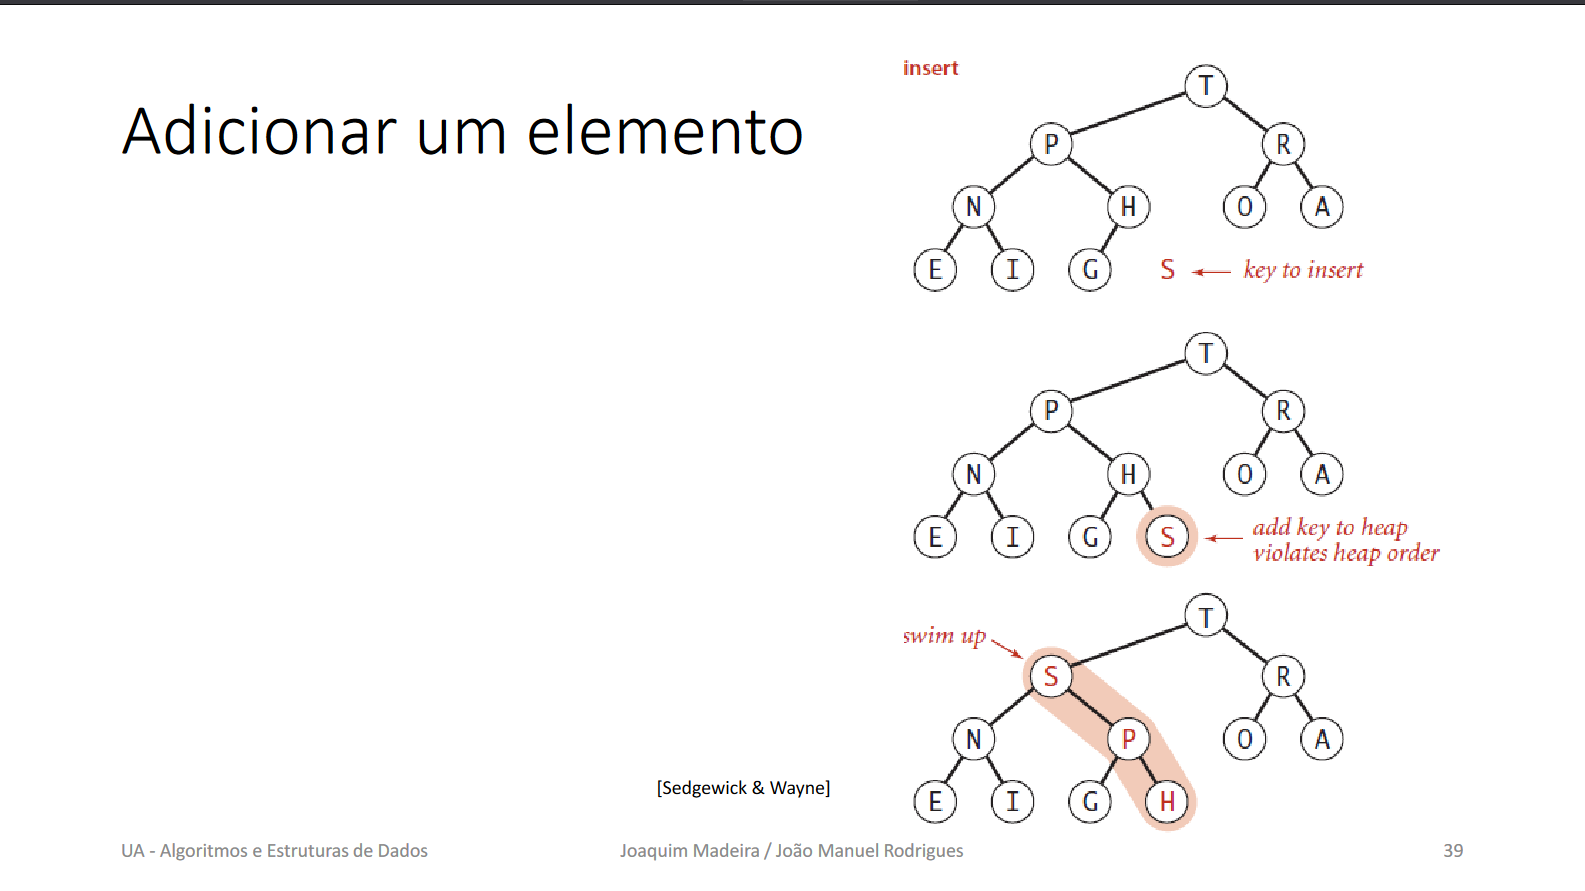 Adicionar um elemento
insert
T
P R
N H O A
E I G S key to insert
T
P R
N H O A
E I G S add key to heap
violates heap order
T
swim up
S R
N P O A
E I G H
[Sedgewick & Wayne]
UA - Algoritmos e Estruturas de Dados
Joaquim Madeira / João Manuel Rodrigues
39